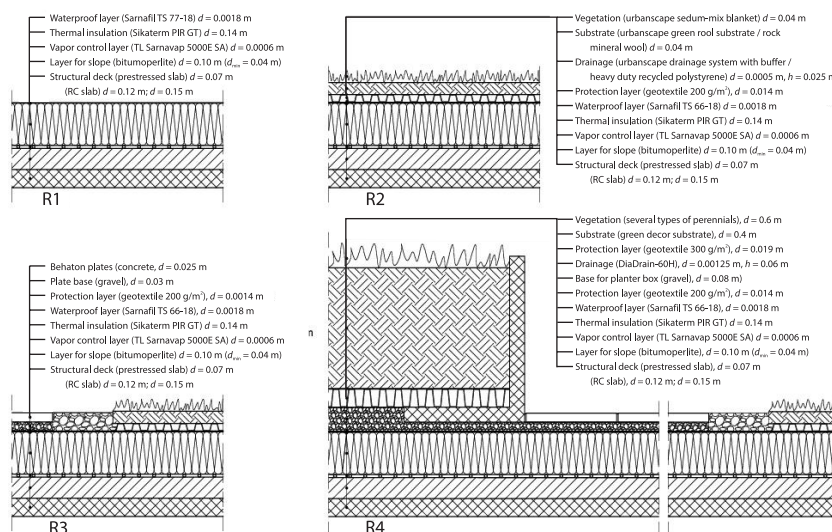 Waterproof layer (Sarnafil TS 77-18) d = 0.0018 m
Thermal insulation (Sikaterm PIR GT) d = 0.14 m
Vapor control layer (TL Sarnavap 5000E SA) d = 0.0006 m
Layer for slope (bitumoperlite) d = 0.10 m (dmin = 0.04 m)
Structural deck (prestressed slab) d = 0.07 m
(RC slab) d = 0.12 m; d = 0.15 m
R1
Vegetation (urbanscape sedum-mix blanket) d = 0.04 m
Substrate (urbanscape green rool substrate / rock
mineral wool) d = 0.04 m
Drainage (urbanscape drainage system with buffer /
heavy duty recycled polystyrene) d = 0.0005 m, h = 0.025 m
Protection layer (geotextile 200 g/m²), d = 0.014 m
Waterproof layer (Sarnafil TS 66-18) d = 0.0018 m
Thermal insulation (Sikaterm PIR GT) d = 0.14 m
Vapor control layer (TL Sarnavap 5000E SA) d = 0.0006 m
Layer for slope (bitumoperlite) d = 0.10 m (dmin = 0.04 m)
Structural deck (prestressed slab) d = 0.07 m
(RC slab) d = 0.12 m; d = 0.15 m
R2
Behaton plates (concrete, d = 0.025 m
Plate base (gravel), d = 0.03 m
Protection layer (geotextile 200 g/m²), d = 0.0014 m
Waterproof layer (Sarnafil TS 66-18), d = 0.0018 m
Thermal insulation (Sikaterm PIR GT) d = 0.14 m
Vapor control layer (TL Sarnavap 5000E SA) d = 0.0006 m
Layer for slope (bitumoperlite) d = 0.10 m (dmin = 0.04 m)
Structural deck (prestressed slab) d = 0.07 m
(RC slab) d = 0.12 m; d = 0.15 m
R3
n
Vegetation (several types of perennials), d = 0.6 m
Substrate (green decor substrate), d = 0.4 m
Protection layer (geotextile 300 g/m²), d = 0.019 m
Drainage (DiaDrain-60H), d = 0.00125 m, h = 0.06 m
Base for planter box (gravel), d = 0.08 m)
Protection layer (geotextile 200 g/m²), d = 0.014 m
Waterproof layer (Sarnafil TS 66-18), d = 0.0018 m
Thermal insulation (Sikaterm PIR GT), d = 0.14 m
Vapor control layer (TL Sarnavap 5000E SA), d = 0.0006 m
Layer for slope (bitumoperlite), d = 0.10 m (dmin = 0.04 m)
Structural deck (prestressed slab), d = 0.07 m
(RC slab), d = 0.12 m; d = 0.15 m
R4